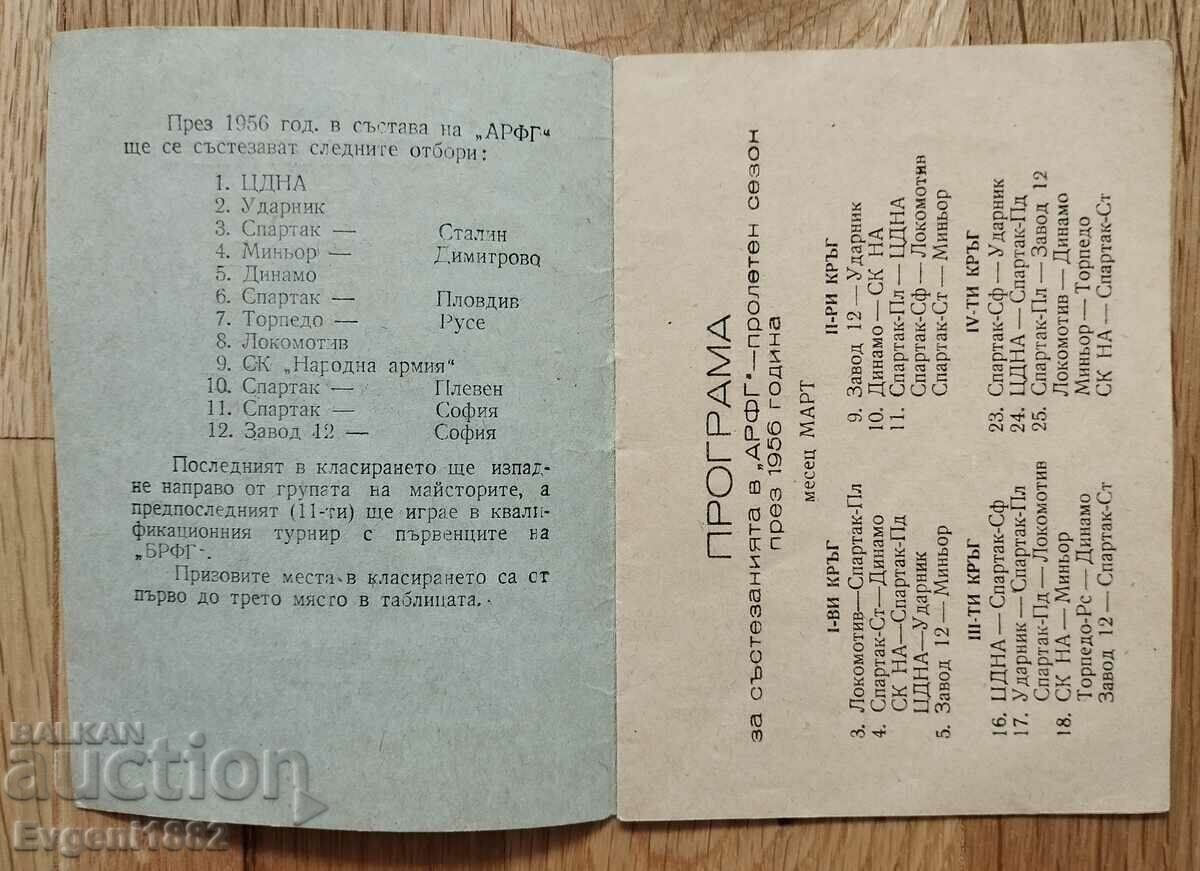 През 1956 год. в състава на „АРФГ“
ще се състезават следните отбори:
1. ЦДНА
2. Ударник
3. Спартак — Сталин
4. Миньор — Димитрово
5. Динамо
6. Спартак — Пловдив
7. Торпедо — Русе
8. Локомотив
9. СК „Народна армия“
10. Спартак — Плевен
11. Спартак — София
12. Завод 12 — София
Последният в класирането ще изпад-
не направо от групата на майсторите, а
предпоследният (11-ти) ще играе в квали-
фикационния турнир с първенците на
„БРФГ“.
Призовите места в класирането са от
първо до трето място в таблицата.
ПРОГРАМА
за състезанията в „АРФГ“—пролетен сезон
през 1956 година
месец МАРТ
I-ВИ КРЪГ
3. Локомотив—Спартак-Пл
4. Спартак-Ст—Динамо
СК НА—Спартак-Пд
ЦДНА—Ударник
5. Завод 12 — Миньор
II-РИ КРЪГ
9. Завод 12 — Ударник
10. Динамо — СК НА
11. Спартак-Пл — ЦДНА
Спартак-Сф — Локомотив
Спартак-Ст — Миньор
III-ТИ КРЪГ
16. ЦДНА — Спартак-Сф
17. Ударник — Спартак-Пл
Спартак-Пд — Локомотив
18. СК НА — Миньор
Торпедо-Рс — Динамо
Завод 12 — Спартак-Ст
IV-ТИ КРЪГ
23. Спартак-Сф — Ударник
24. ЦДНА — Спартак-Пд
25. Спартак-Пл — Завод 12
Локомотив — Динамо
Миньор — Торпедо
СК НА — Спартак-Ст
BALKAN
auction
Evgeni1882